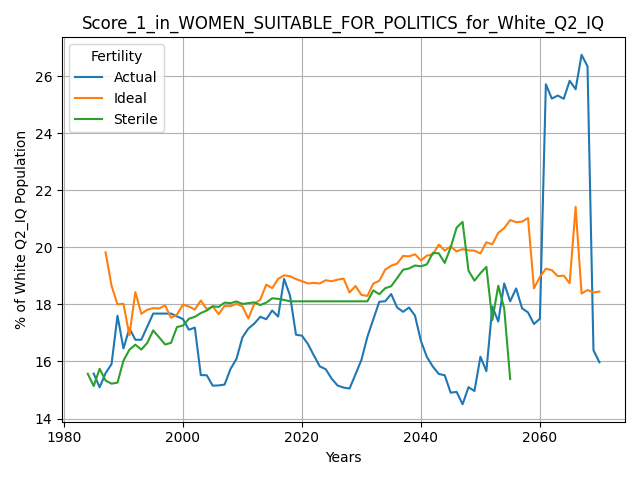 Score_1_in_WOMEN_SUITABLE_FOR_POLITICS_for_White_Q2_IQ
Fertility
Actual
Ideal
Sterile
% of White Q2_IQ Population
26
24
22
20
18
16
14
1980
2000
2020
2040
2060
Years